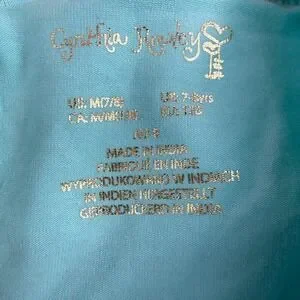 Cynthia Rowley
US: M(7/8)
UK: 7-8yrs
MADE IN INDIA
FABRIQUÉ EN INDE
WYPRODUKOWANO W INDIACH
IN INDIEN HERGESTELLT
GEPRODUCEERD IN INDIA